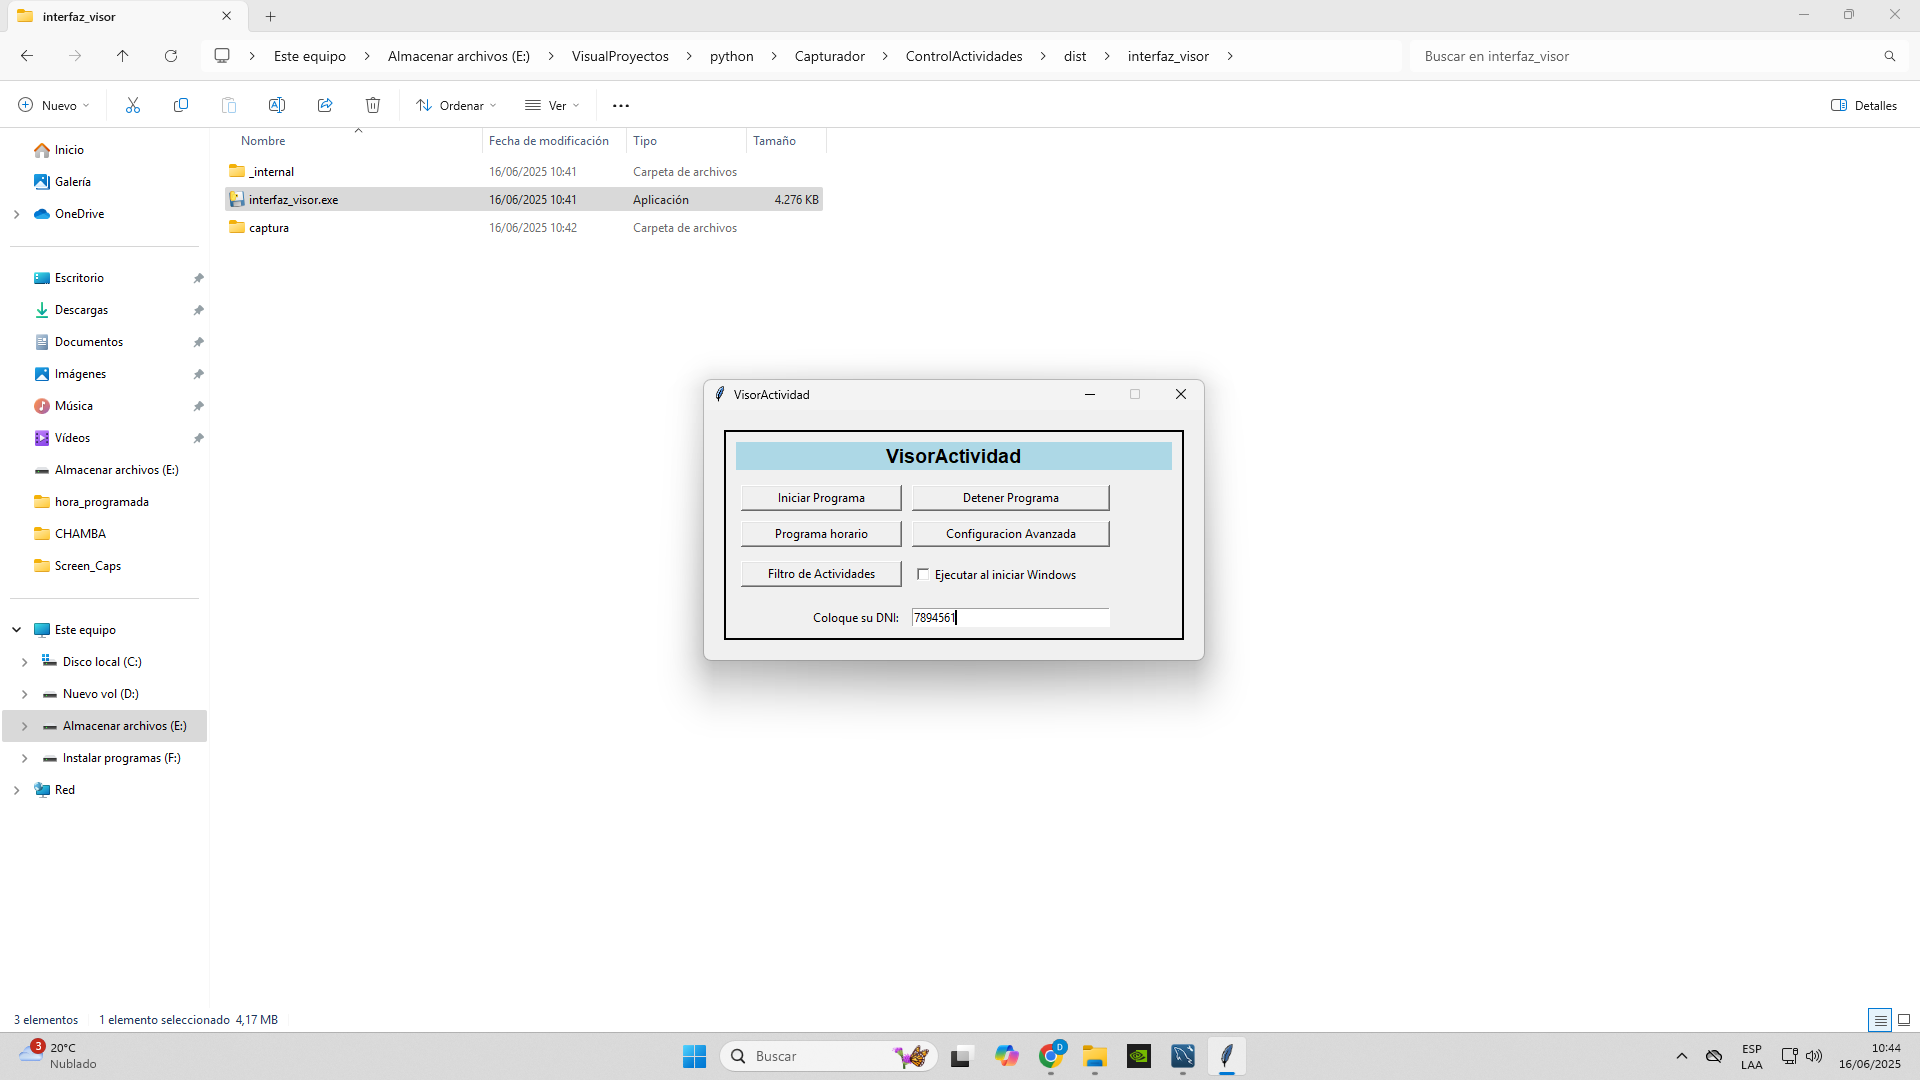 interfaz_visor
Este equipo
Almacenar archivos (E:)
VisualProyectos
python
Capturador
ControlActividades
dist
interfaz_visor
Buscar en interfaz_visor
Nuevo
Ordenar
Ver
Detalles
Nombre
Fecha de modificación
Tipo
Tamaño
_internal
16/06/2025 10:41
Carpeta de archivos
interfaz_visor.exe
16/06/2025 10:41
Aplicación
4.276 KB
captura
16/06/2025 10:42
Carpeta de archivos
Inicio
Galería
OneDrive
Escritorio
Descargas
Documentos
Imágenes
Música
Vídeos
Almacenar archivos (E:)
hora_programada
CHAMBA
Screen_Caps
Este equipo
Disco local (C:)
Nuevo vol (D:)
Almacenar archivos (E:)
Instalar programas (F:)
Red
VisorActividad
VisorActividad
Iniciar Programa
Detener Programa
Programa horario
Configuracion Avanzada
Filtro de Actividades
Ejecutar al iniciar Windows
Coloque su DNI:
7894561
3 elementos
1 elemento seleccionado 4,17 MB
3
20°C
Nublado
Buscar
D
ESP
LAA
10:44
16/06/2025